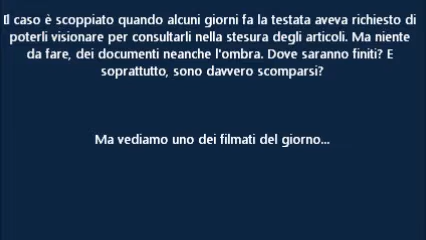 Il caso è scoppiato quando alcuni giorni fa la testata aveva richiesto di
poterli visionare per consultarli nella stesura degli articoli. Ma niente
da fare, dei documenti neanche l'ombra. Dove saranno finiti? E
soprattutto, sono davvero scomparsi?
Ma vediamo uno dei filmati del giorno...